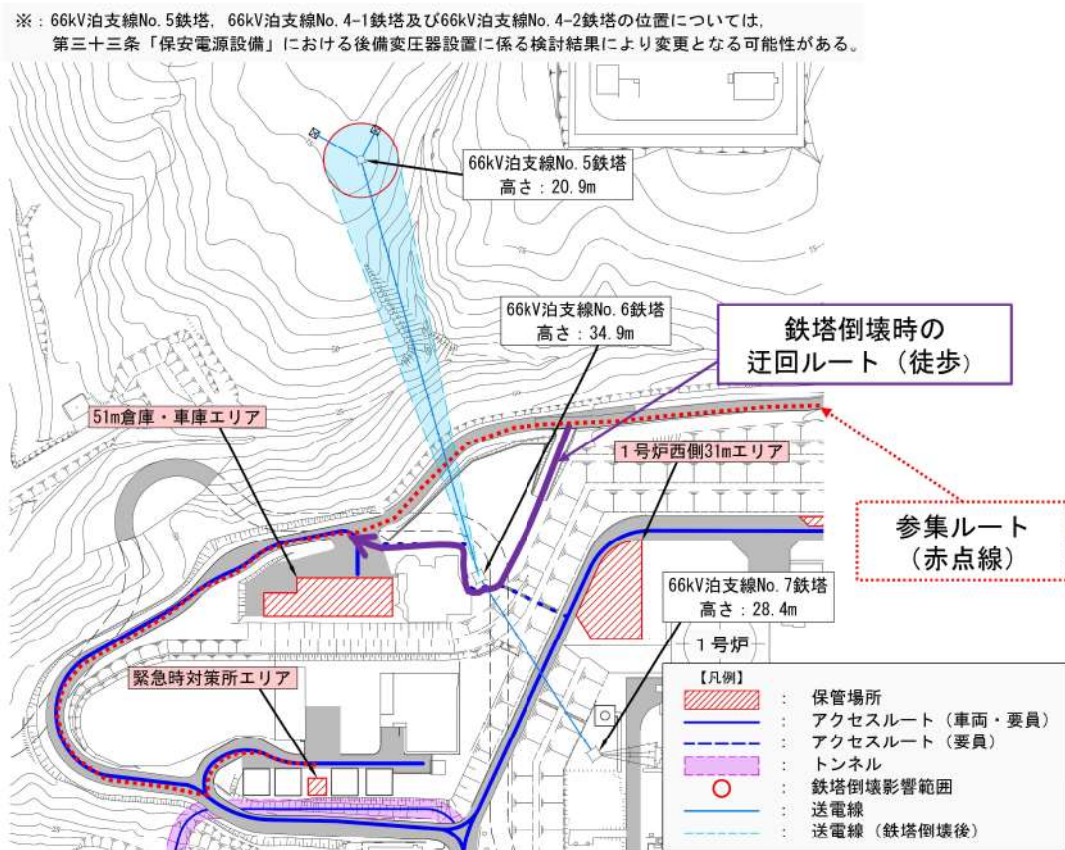 ※：66kV泊支線No.5鉄塔，66kV泊支線No.4-1鉄塔及び66kV泊支線No.4-2鉄塔の位置については，
第三十三条「保安電源設備」における後備変圧器設置に係る検討結果により変更となる可能性がある。
66kV泊支線No.5鉄塔
高さ：20.9m
66kV泊支線No.6鉄塔
高さ：34.9m
鉄塔倒壊時の
迂回ルート（徒歩）
51m倉庫・車庫エリア
1号炉西側31mエリア
参集ルート
（赤点線）
66kV泊支線No.7鉄塔
高さ：28.4m
1号炉
緊急時対策所エリア
【凡例】
： 保管場所
： アクセスルート（車両・要員）
： アクセスルート（要員）
： トンネル
： 鉄塔倒壊影響範囲
： 送電線
： 送電線（鉄塔倒壊後）